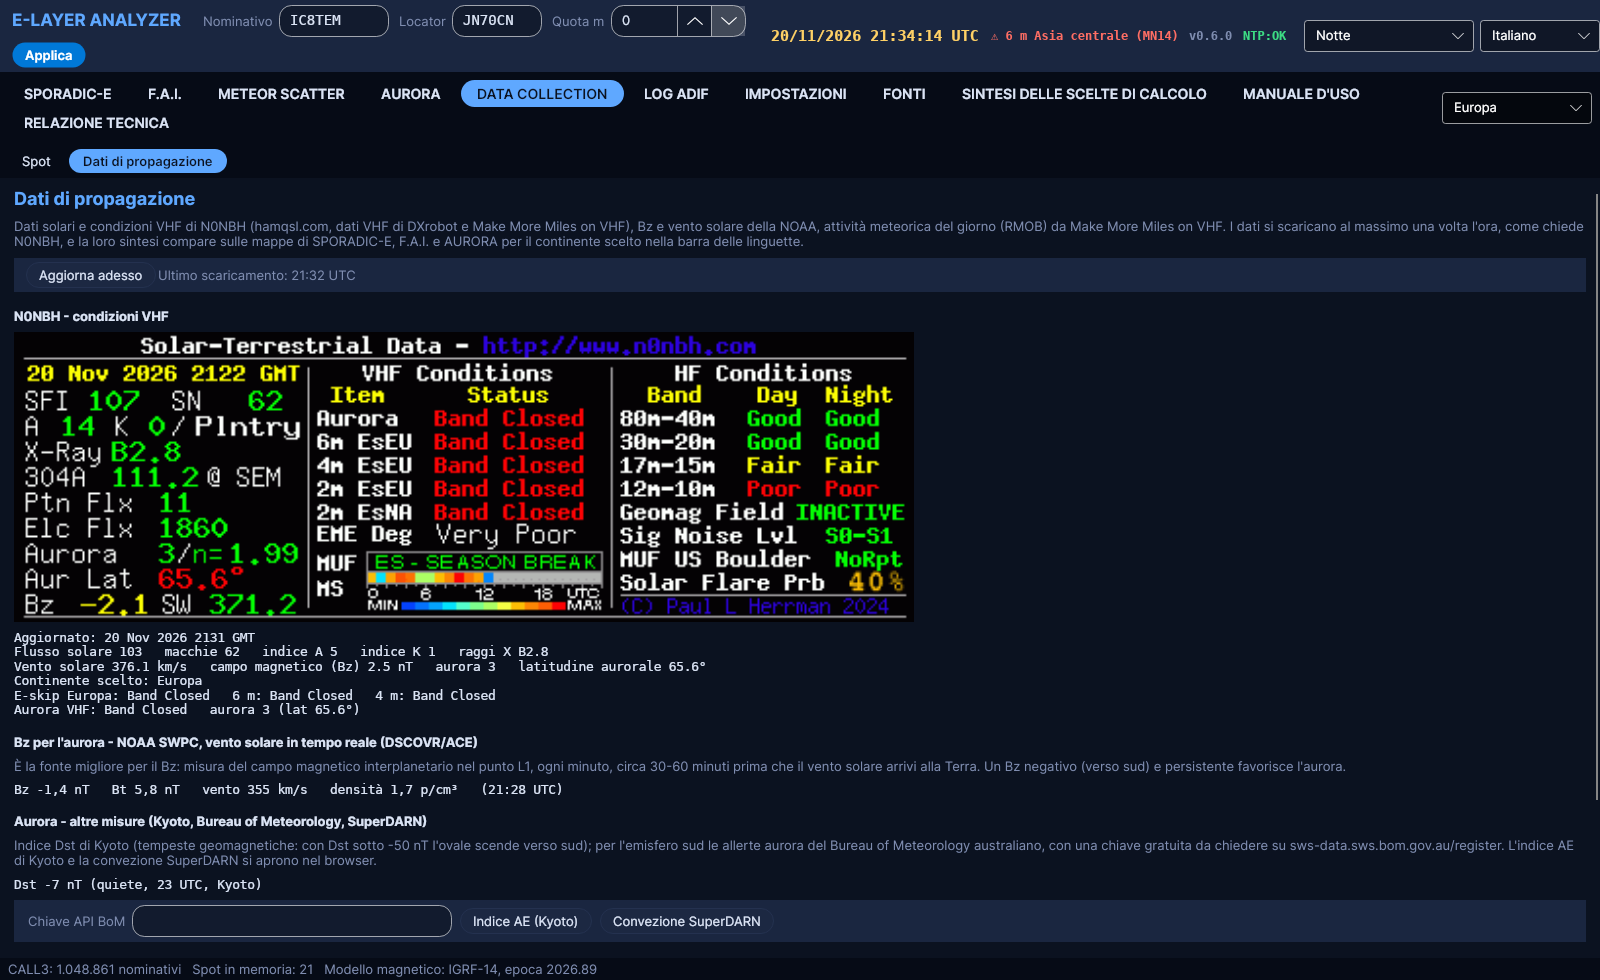 E-LAYER ANALYZER Nominativo IC8TEM Locator JN70CN Quota m 0
20/11/2026 21:34:14 UTC ⚠ 6 m Asia centrale (MN14) v0.6.0 NTP:OK Notte Italiano
Applica
SPORADIC-E F.A.I. METEOR SCATTER AURORA DATA COLLECTION LOG ADIF IMPOSTAZIONI FONTI SINTESI DELLE SCELTE DI CALCOLO MANUALE D'USO
RELAZIONE TECNICA
Europa
Spot Dati di propagazione
Dati di propagazione
Dati solari e condizioni VHF di N0NBH (hamqsl.com, dati VHF di DXrobot e Make More Miles on VHF), Bz e vento solare della NOAA, attività meteorica del giorno (RMOB) da Make More Miles on VHF. I dati si scaricano al massimo una volta l'ora, come chiede
N0NBH, e la loro sintesi compare sulle mappe di SPORADIC-E, F.A.I. e AURORA per il continente scelto nella barra delle linguette.
Aggiorna adesso Ultimo scaricamento: 21:32 UTC
N0NBH - condizioni VHF
Solar-Terrestrial Data - http://www.n0nbh.com
20 Nov 2026 2122 GMT
SFI 107 SN 62
A 14 K 0/Plntry
X-Ray B2.8
304A 111.2 @ SEM
Ptn Flx 11
Elc Flx 1860
Aurora 3/n=1.99
Aur Lat 65.6°
Bz -2.1 SW 371.2
VHF Conditions
Item Status
Aurora Band Closed
6m EsEU Band Closed
4m EsEU Band Closed
2m EsEU Band Closed
2m EsNA Band Closed
EME Deg Very Poor
MUF ES - SEASON BREAK
MS
0 6 12 18 UTC
MIN MAX
HF Conditions
Band Day Night
80m-40m Good Good
30m-20m Good Good
17m-15m Fair Fair
12m-10m Poor Poor
Geomag Field INACTIVE
Sig Noise Lvl S0-S1
MUF US Boulder NoRpt
Solar Flare Prb 40%
(C) Paul L Herrman 2024
Aggiornato: 20 Nov 2026 2131 GMT
Flusso solare 103 macchie 62 indice A 5 indice K 1 raggi X B2.8
Vento solare 376.1 km/s campo magnetico (Bz) 2.5 nT aurora 3 latitudine aurorale 65.6°
Continente scelto: Europa
E-skip Europa: Band Closed 6 m: Band Closed 4 m: Band Closed
Aurora VHF: Band Closed aurora 3 (lat 65.6°)
Bz per l'aurora - NOAA SWPC, vento solare in tempo reale (DSCOVR/ACE)
È la fonte migliore per il Bz: misura del campo magnetico interplanetario nel punto L1, ogni minuto, circa 30-60 minuti prima che il vento solare arrivi alla Terra. Un Bz negativo (verso sud) e persistente favorisce l'aurora.
Bz -1,4 nT Bt 5,8 nT vento 355 km/s densità 1,7 p/cm³ (21:28 UTC)
Aurora - altre misure (Kyoto, Bureau of Meteorology, SuperDARN)
Indice Dst di Kyoto (tempeste geomagnetiche: con Dst sotto -50 nT l'ovale scende verso sud); per l'emisfero sud le allerte aurora del Bureau of Meteorology australiano, con una chiave gratuita da chiedere su sws-data.sws.bom.gov.au/register. L'indice AE
di Kyoto e la convezione SuperDARN si aprono nel browser.
Dst -7 nT (quiete, 23 UTC, Kyoto)
Chiave API BoM Indice AE (Kyoto) Convezione SuperDARN
CALL3: 1.048.861 nominativi Spot in memoria: 21 Modello magnetico: IGRF-14, epoca 2026.89